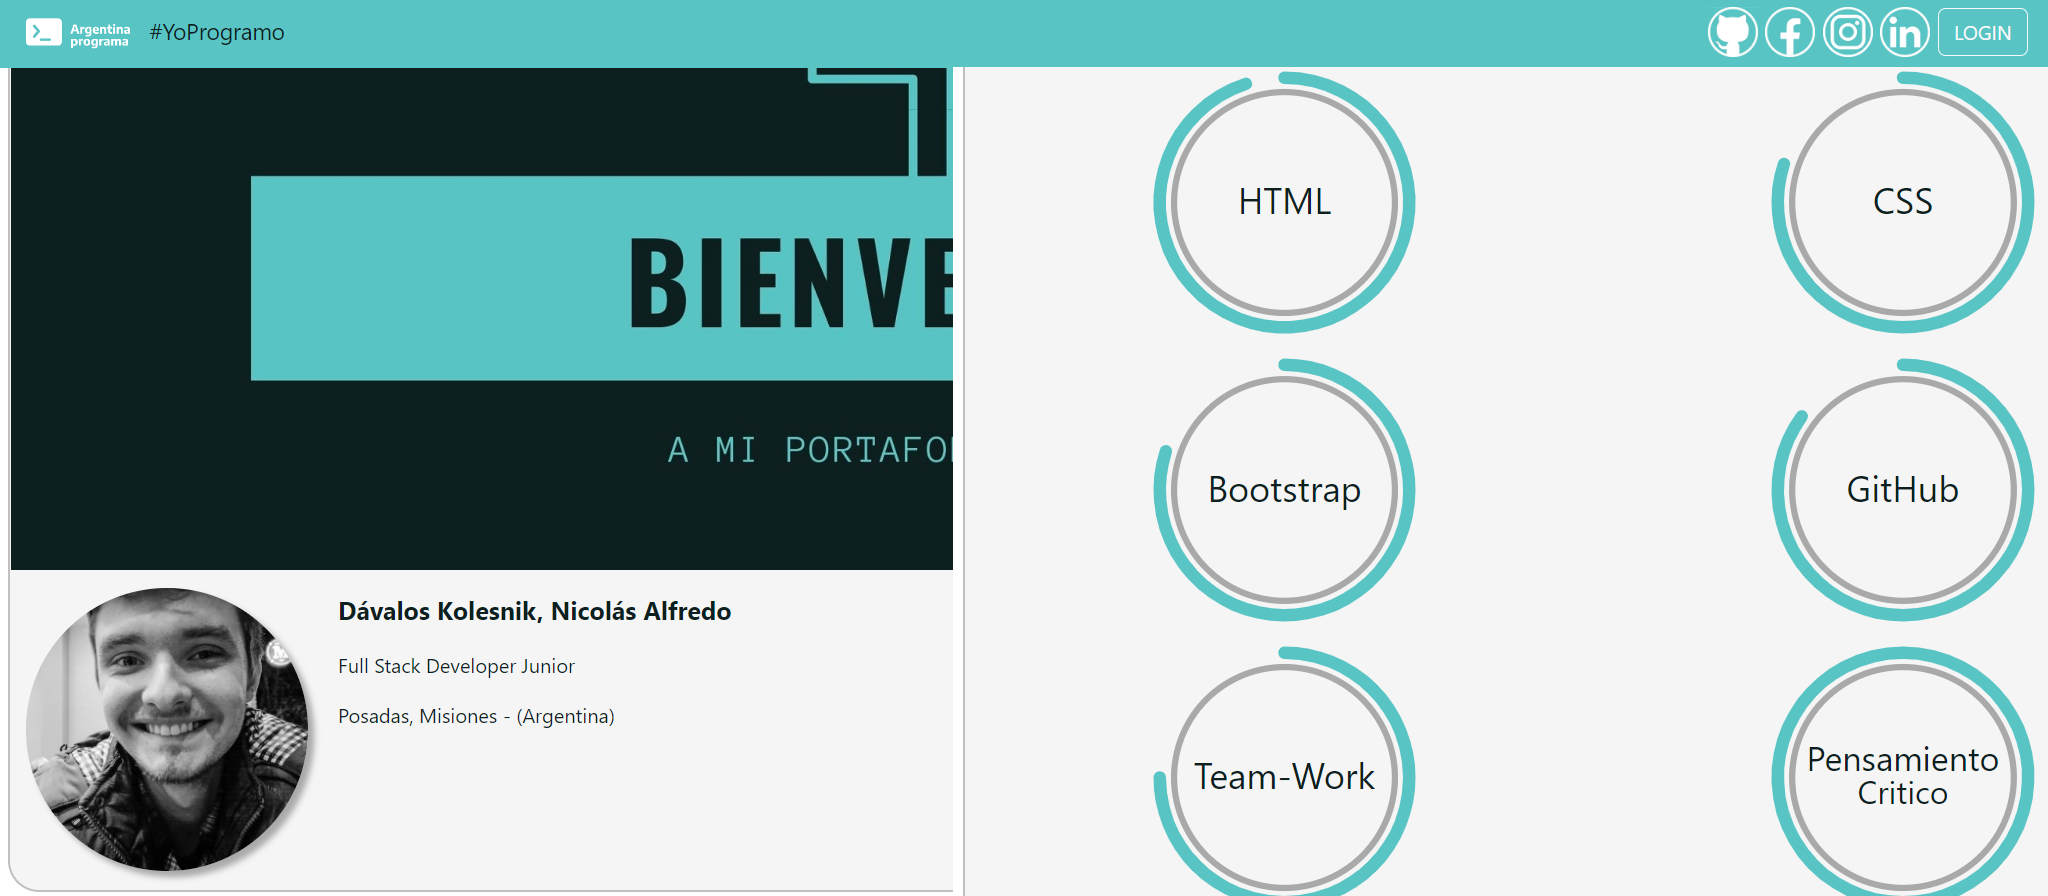 Argentina
programa
#YoProgramo
LOGIN
BIENVE
A MI PORTAFO
Dávalos Kolesnik, Nicolás Alfredo
Full Stack Developer Junior
Posadas, Misiones - (Argentina)
HTML
CSS
Bootstrap
GitHub
Team-Work
Pensamiento
Critico